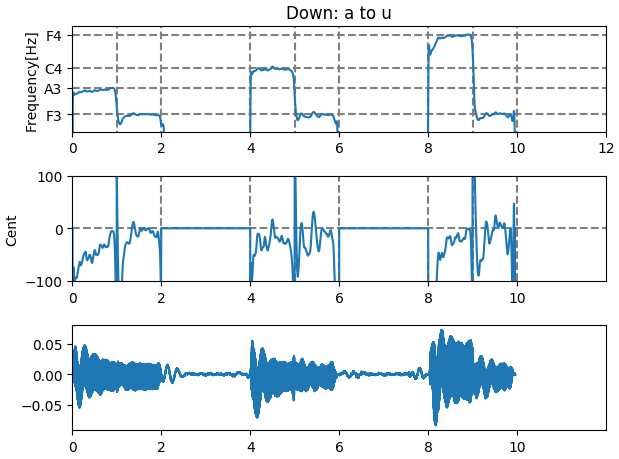 Down: a to u
Frequency[Hz]
F4
C4
A3
F3
0 2 4 6 8 10 12
Cent
100
0
−100
0 2 4 6 8 10
0.05
0.00
−0.05
0 2 4 6 8 10